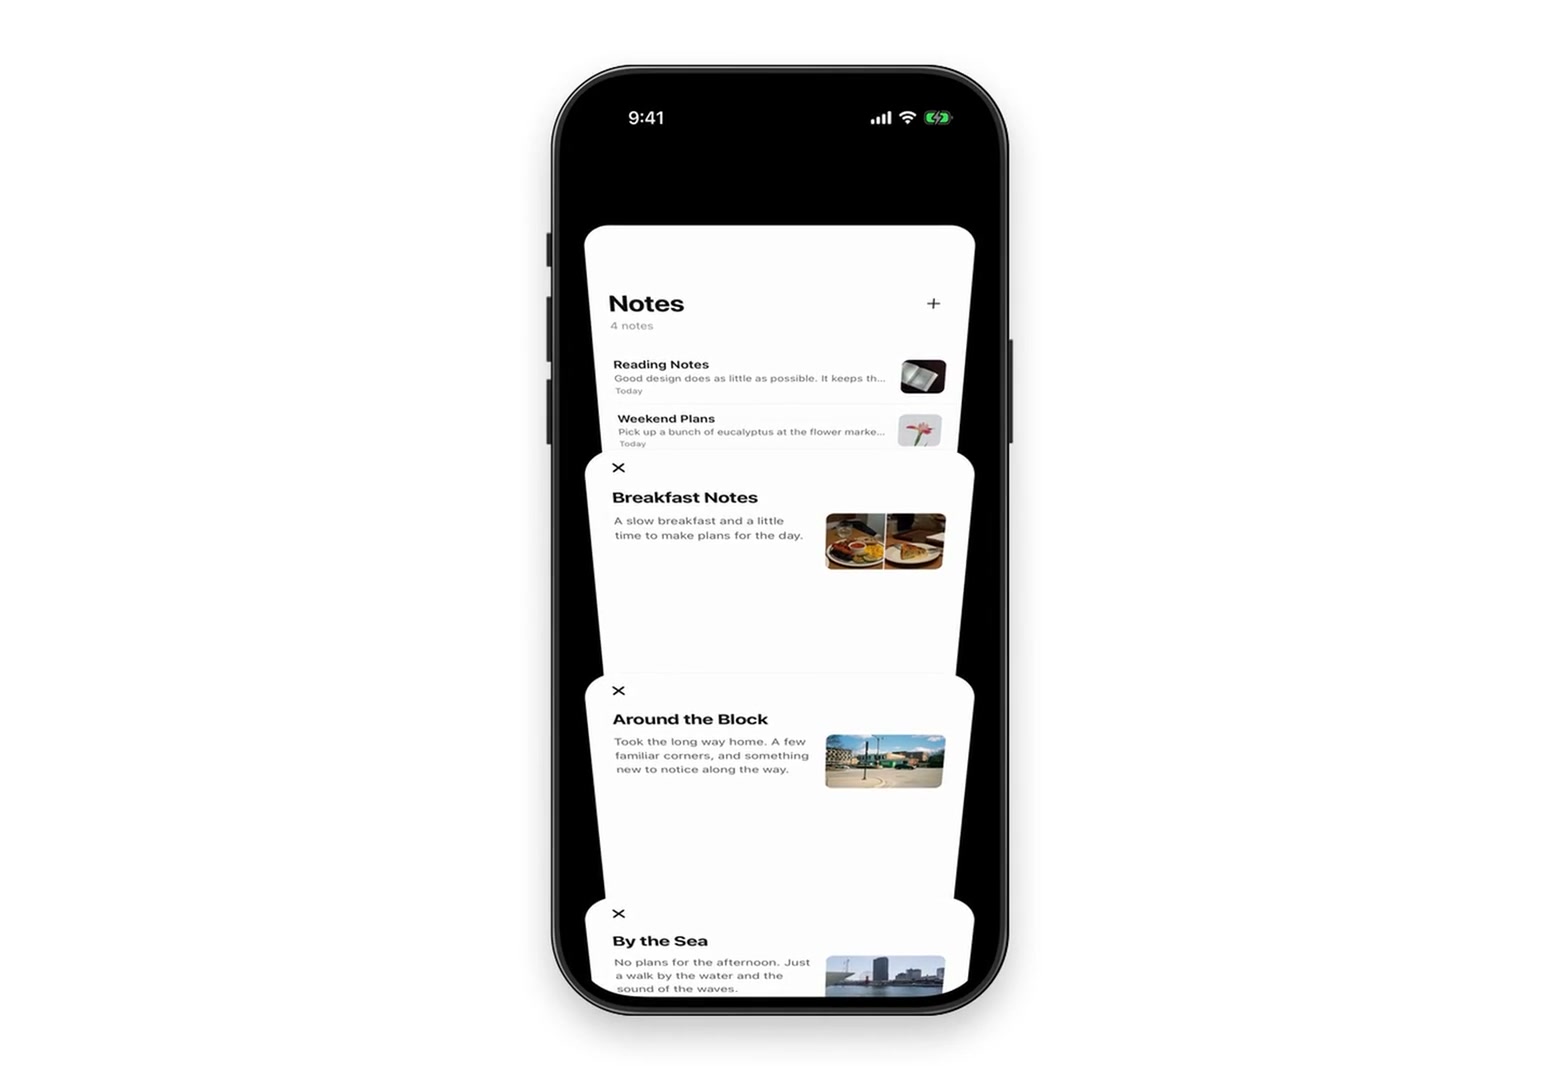 9:41
Notes
4 notes
Reading Notes
Good design does as little as possible. It keeps th...
Today
Weekend Plans
Pick up a bunch of eucalyptus at the flower marke...
Today
Breakfast Notes
A slow breakfast and a little
time to make plans for the day.
Around the Block
Took the long way home. A few
familiar corners, and something
new to notice along the way.
By the Sea
No plans for the afternoon. Just
a walk by the water and the
sound of the waves.